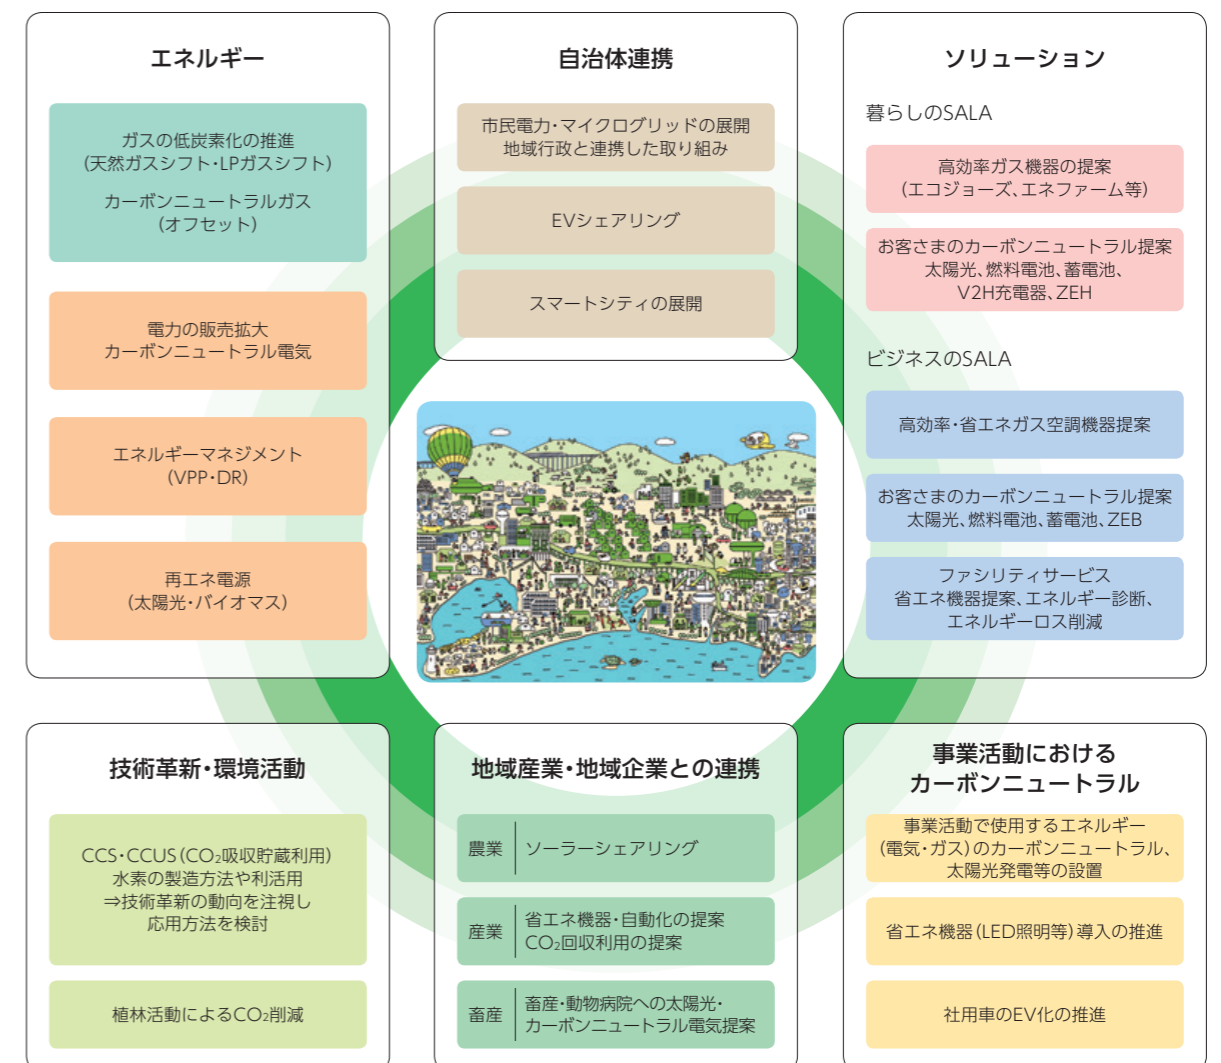 エネルギー
ガスの低炭素化の推進
(天然ガスシフト・LPガスシフト)
カーボンニュートラルガス
(オフセット)
電力の販売拡大
カーボンニュートラル電気
エネルギーマネジメント
(VPP・DR)
再エネ電源
(太陽光・バイオマス)
自治体連携
市民電力・マイクログリッドの展開
地域行政と連携した取り組み
EVシェアリング
スマートシティの展開
ソリューション
暮らしのSALA
高効率ガス機器の提案
(エコジョーズ、エネファーム等)
お客さまのカーボンニュートラル提案
太陽光、燃料電池、蓄電池、
V2H充電器、ZEH
ビジネスのSALA
高効率・省エネガス空調機器提案
お客さまのカーボンニュートラル提案
太陽光、燃料電池、蓄電池、ZEB
ファシリティサービス
省エネ機器提案、エネルギー診断、
エネルギーロス削減
技術革新・環境活動
CCS・CCUS(CO₂吸収貯蔵利用)
水素の製造方法や利活用
⇒技術革新の動向を注視し
応用方法を検討
植林活動によるCO₂削減
地域産業・地域企業との連携
農業 ソーラーシェアリング
産業 省エネ機器・自動化の提案
CO₂回収利用の提案
畜産 畜産・動物病院への太陽光・
カーボンニュートラル電気提案
事業活動における
カーボンニュートラル
事業活動で使用するエネルギー
(電気・ガス)のカーボンニュートラル、
太陽光発電等の設置
省エネ機器(LED照明等)導入の推進
社用車のEV化の推進